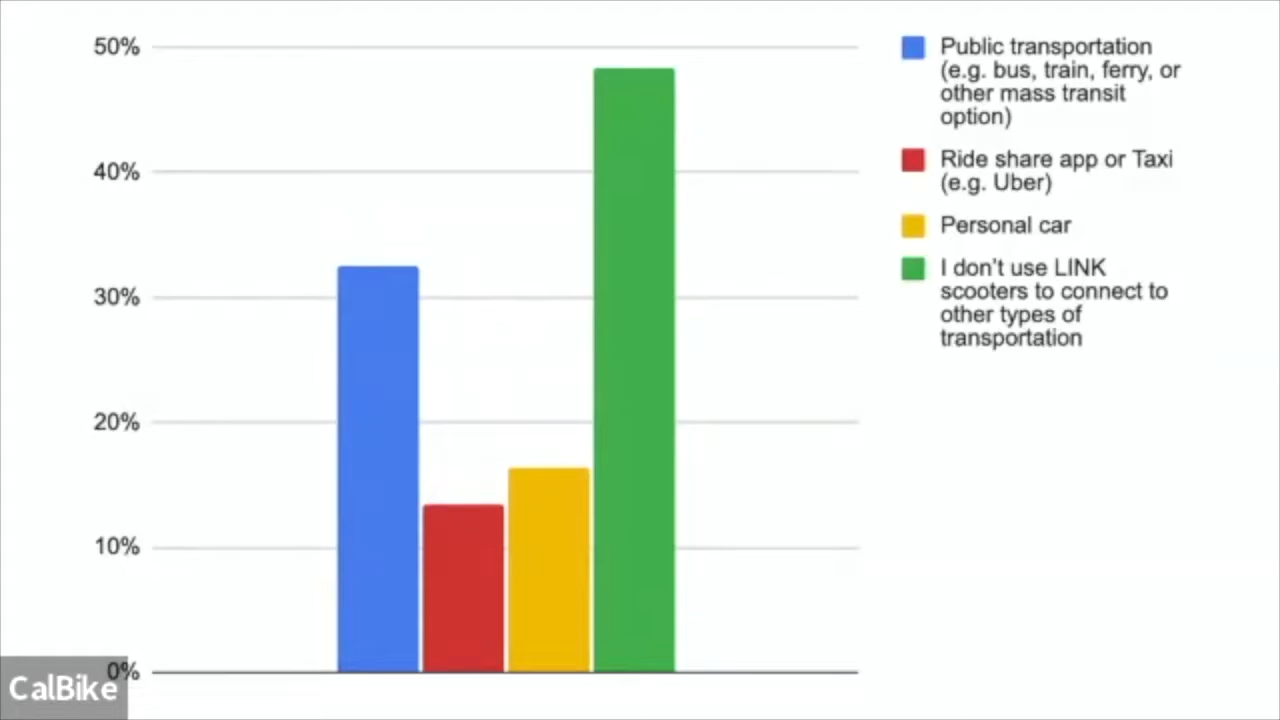 50%
40%
30%
20%
10%
0%
Public transportation
(e.g. bus, train, ferry, or
other mass transit
option)
Ride share app or Taxi
(e.g. Uber)
Personal car
I don't use LINK
scooters to connect to
other types of
transportation
CalBike